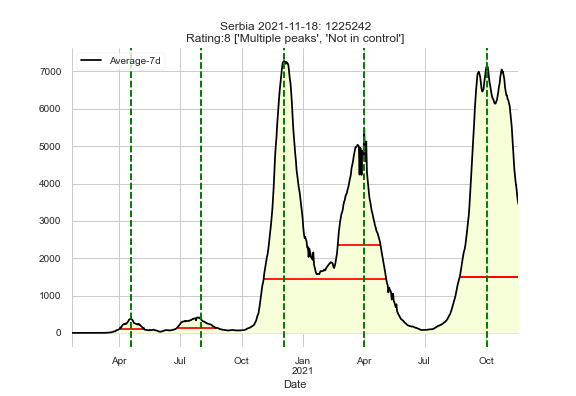 Serbia 2021-11-18: 1225242
Rating:8 ['Multiple peaks', 'Not in control']
Average-7d
7000
6000
5000
4000
3000
2000
1000
0
Apr Jul Oct Jan Apr Jul Oct
2021
Date